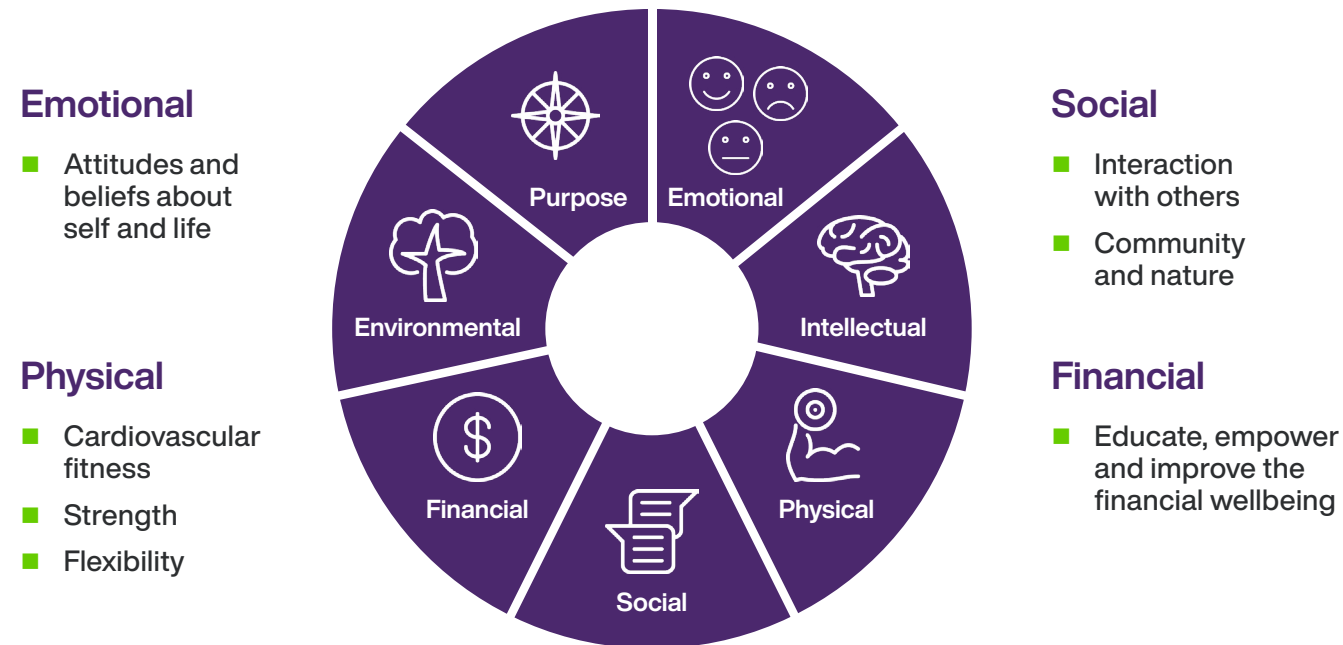 Emotional
Attitudes and
beliefs about
self and life
Physical
Cardiovascular
fitness
Strength
Flexibility
Purpose
Emotional
Environmental
Intellectual
Financial
$
Physical
Social
Social
Interaction
with others
Community
and nature
Financial
Educate, empower
and improve the
financial wellbeing